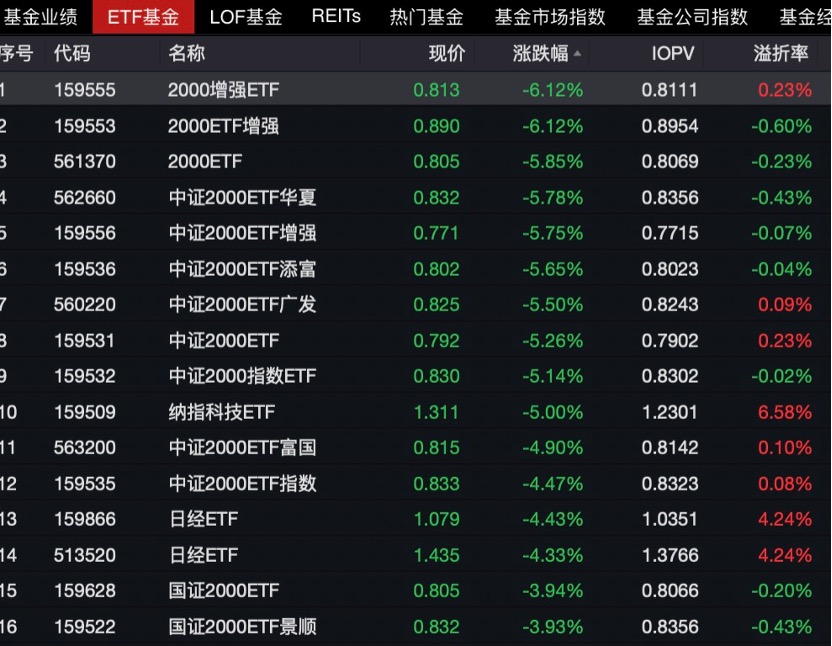 基金业绩 ETF基金 LOF基金 REITs 热门基金 基金市场指数 基金公司指数 基金经
序号 代码 名称 现价 涨跌幅 IOPV 溢折率
1 159555 2000增强ETF 0.813 -6.12% 0.8111 0.23%
2 159553 2000ETF增强 0.890 -6.12% 0.8954 -0.60%
3 561370 2000ETF 0.805 -5.85% 0.8069 -0.23%
4 562660 中证2000ETF华夏 0.832 -5.78% 0.8356 -0.43%
5 159556 中证2000ETF增强 0.771 -5.75% 0.7715 -0.07%
6 159536 中证2000ETF添富 0.802 -5.65% 0.8023 -0.04%
7 560220 中证2000ETF广发 0.825 -5.50% 0.8243 0.09%
8 159531 中证2000ETF 0.792 -5.26% 0.7902 0.23%
9 159532 中证2000指数ETF 0.830 -5.14% 0.8302 -0.02%
10 159509 纳指科技ETF 1.311 -5.00% 1.2301 6.58%
11 563200 中证2000ETF富国 0.815 -4.90% 0.8142 0.10%
12 159535 中证2000ETF指数 0.833 -4.47% 0.8323 0.08%
13 159866 日经ETF 1.079 -4.43% 1.0351 4.24%
14 513520 日经ETF 1.435 -4.33% 1.3766 4.24%
15 159628 国证2000ETF 0.805 -3.94% 0.8066 -0.20%
16 159522 国证2000ETF景顺 0.832 -3.93% 0.8356 -0.43%